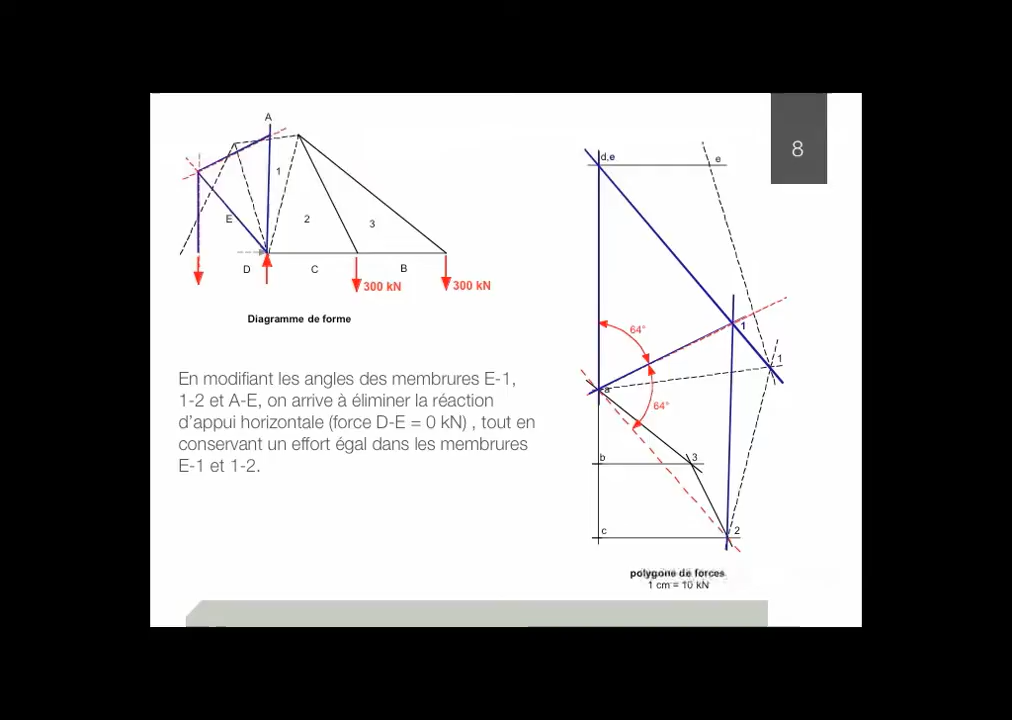 8
A
1
E
2
3
D
C
B
300 kN
300 kN
Diagramme de forme
En modifiant les angles des membrures E-1,
1-2 et A-E, on arrive à éliminer la réaction
d'appui horizontale (force D-E = 0 kN) , tout en
conservant un effort égal dans les membrures
E-1 et 1-2.
d,e
e
64°
1
1
a
64°
b
3
c
2
polygone de forces
1 cm = 10 kN